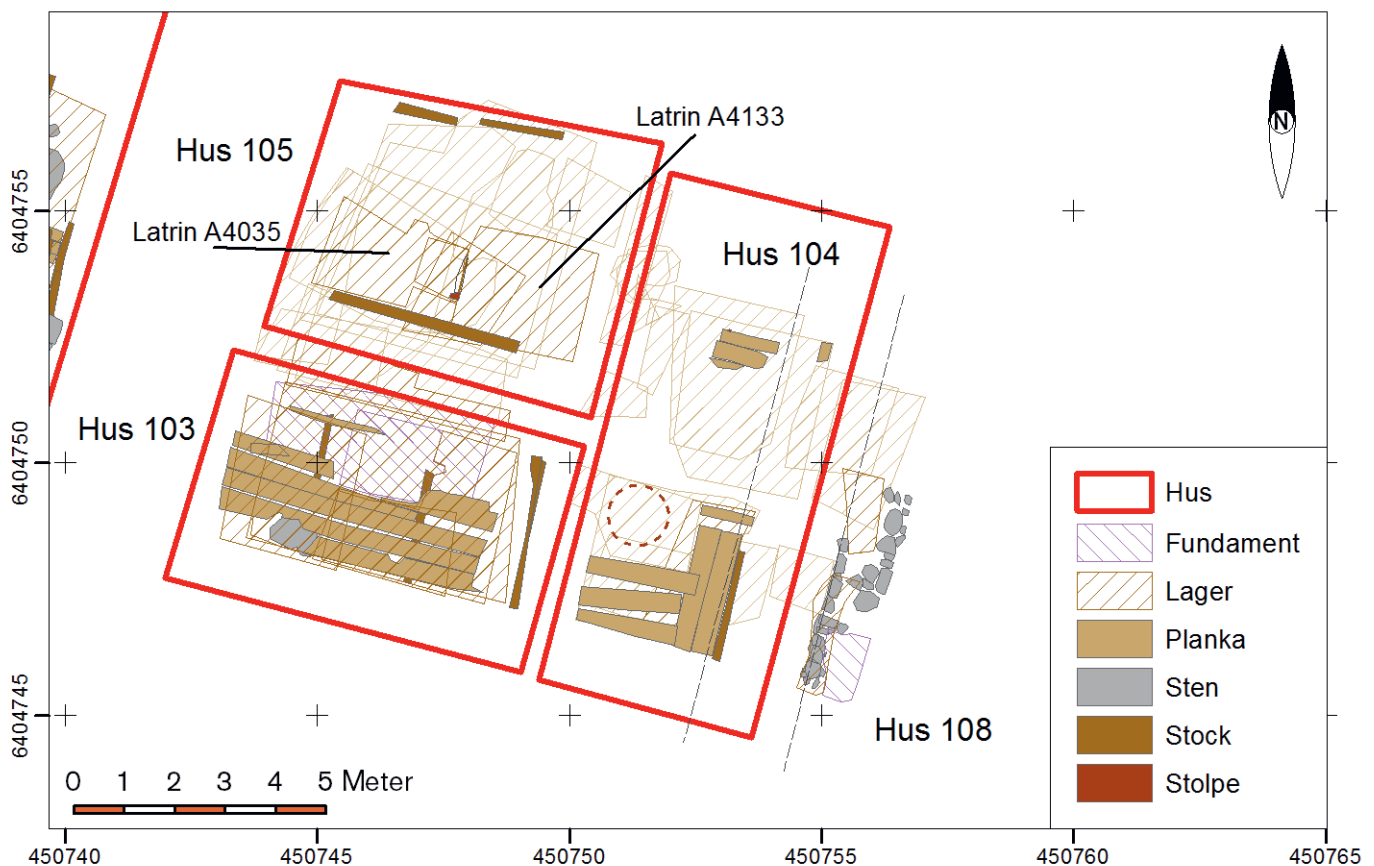 Latrin A4133
Hus 105
N
6404755
Latrin A4035
Hus 104
Hus 103
6404750
Hus
Fundament
Lager
Planka
Sten
Stock
Stolpe
6404745
Hus 108
0 1 2 3 4 5 Meter
450740 450745 450750 450755 450760 450765